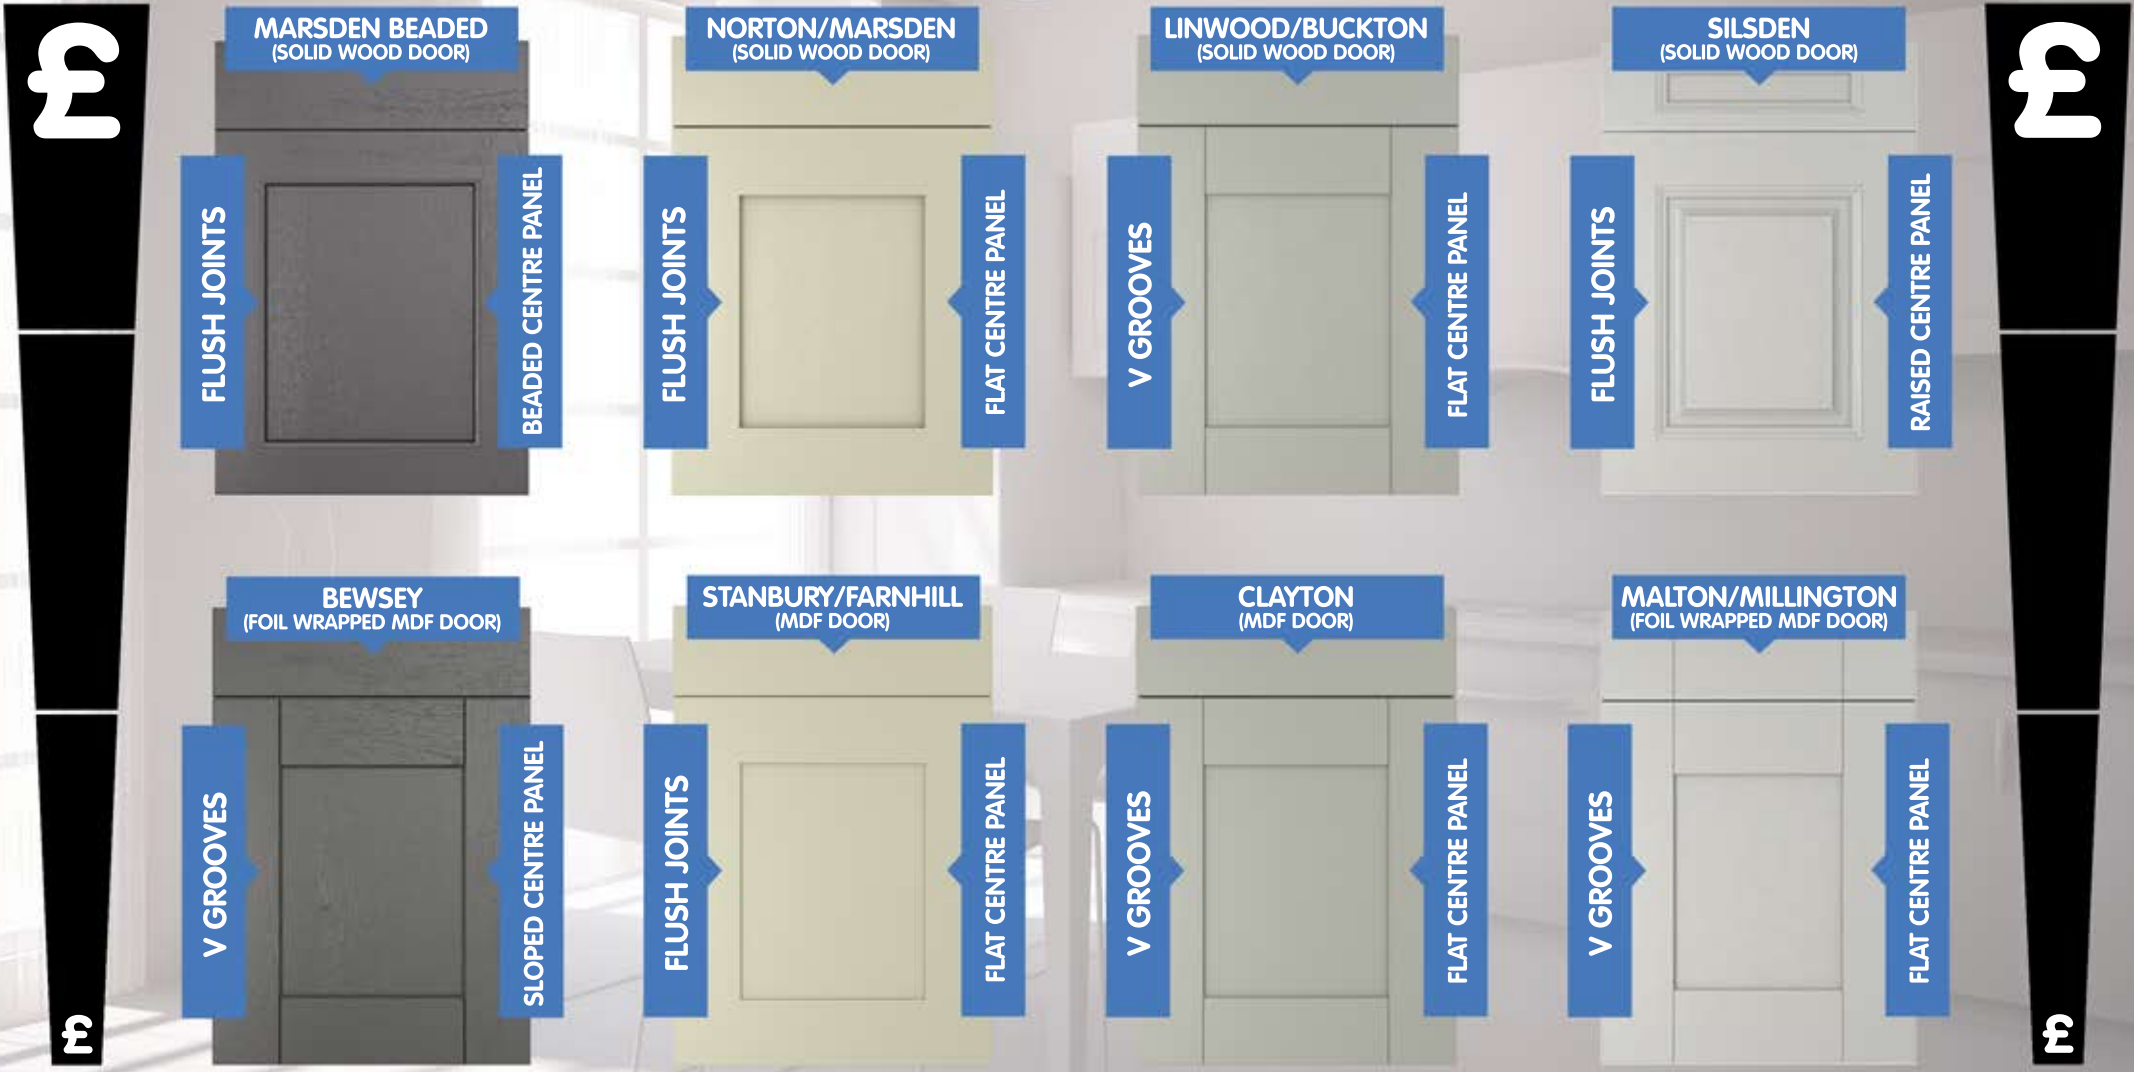 £
MARSDEN BEADED
(SOLID WOOD DOOR)
FLUSH JOINTS
BEADED CENTRE PANEL
NORTON/MARSDEN
(SOLID WOOD DOOR)
FLUSH JOINTS
FLAT CENTRE PANEL
LINWOOD/BUCKTON
(SOLID WOOD DOOR)
V GROOVES
FLAT CENTRE PANEL
SILSDEN
(SOLID WOOD DOOR)
FLUSH JOINTS
RAISED CENTRE PANEL
£
BEWSEY
(FOIL WRAPPED MDF DOOR)
V GROOVES
SLOPED CENTRE PANEL
STANBURY/FARNHILL
(MDF DOOR)
FLUSH JOINTS
FLAT CENTRE PANEL
CLAYTON
(MDF DOOR)
V GROOVES
FLAT CENTRE PANEL
MALTON/MILLINGTON
(FOIL WRAPPED MDF DOOR)
V GROOVES
FLAT CENTRE PANEL
£
£